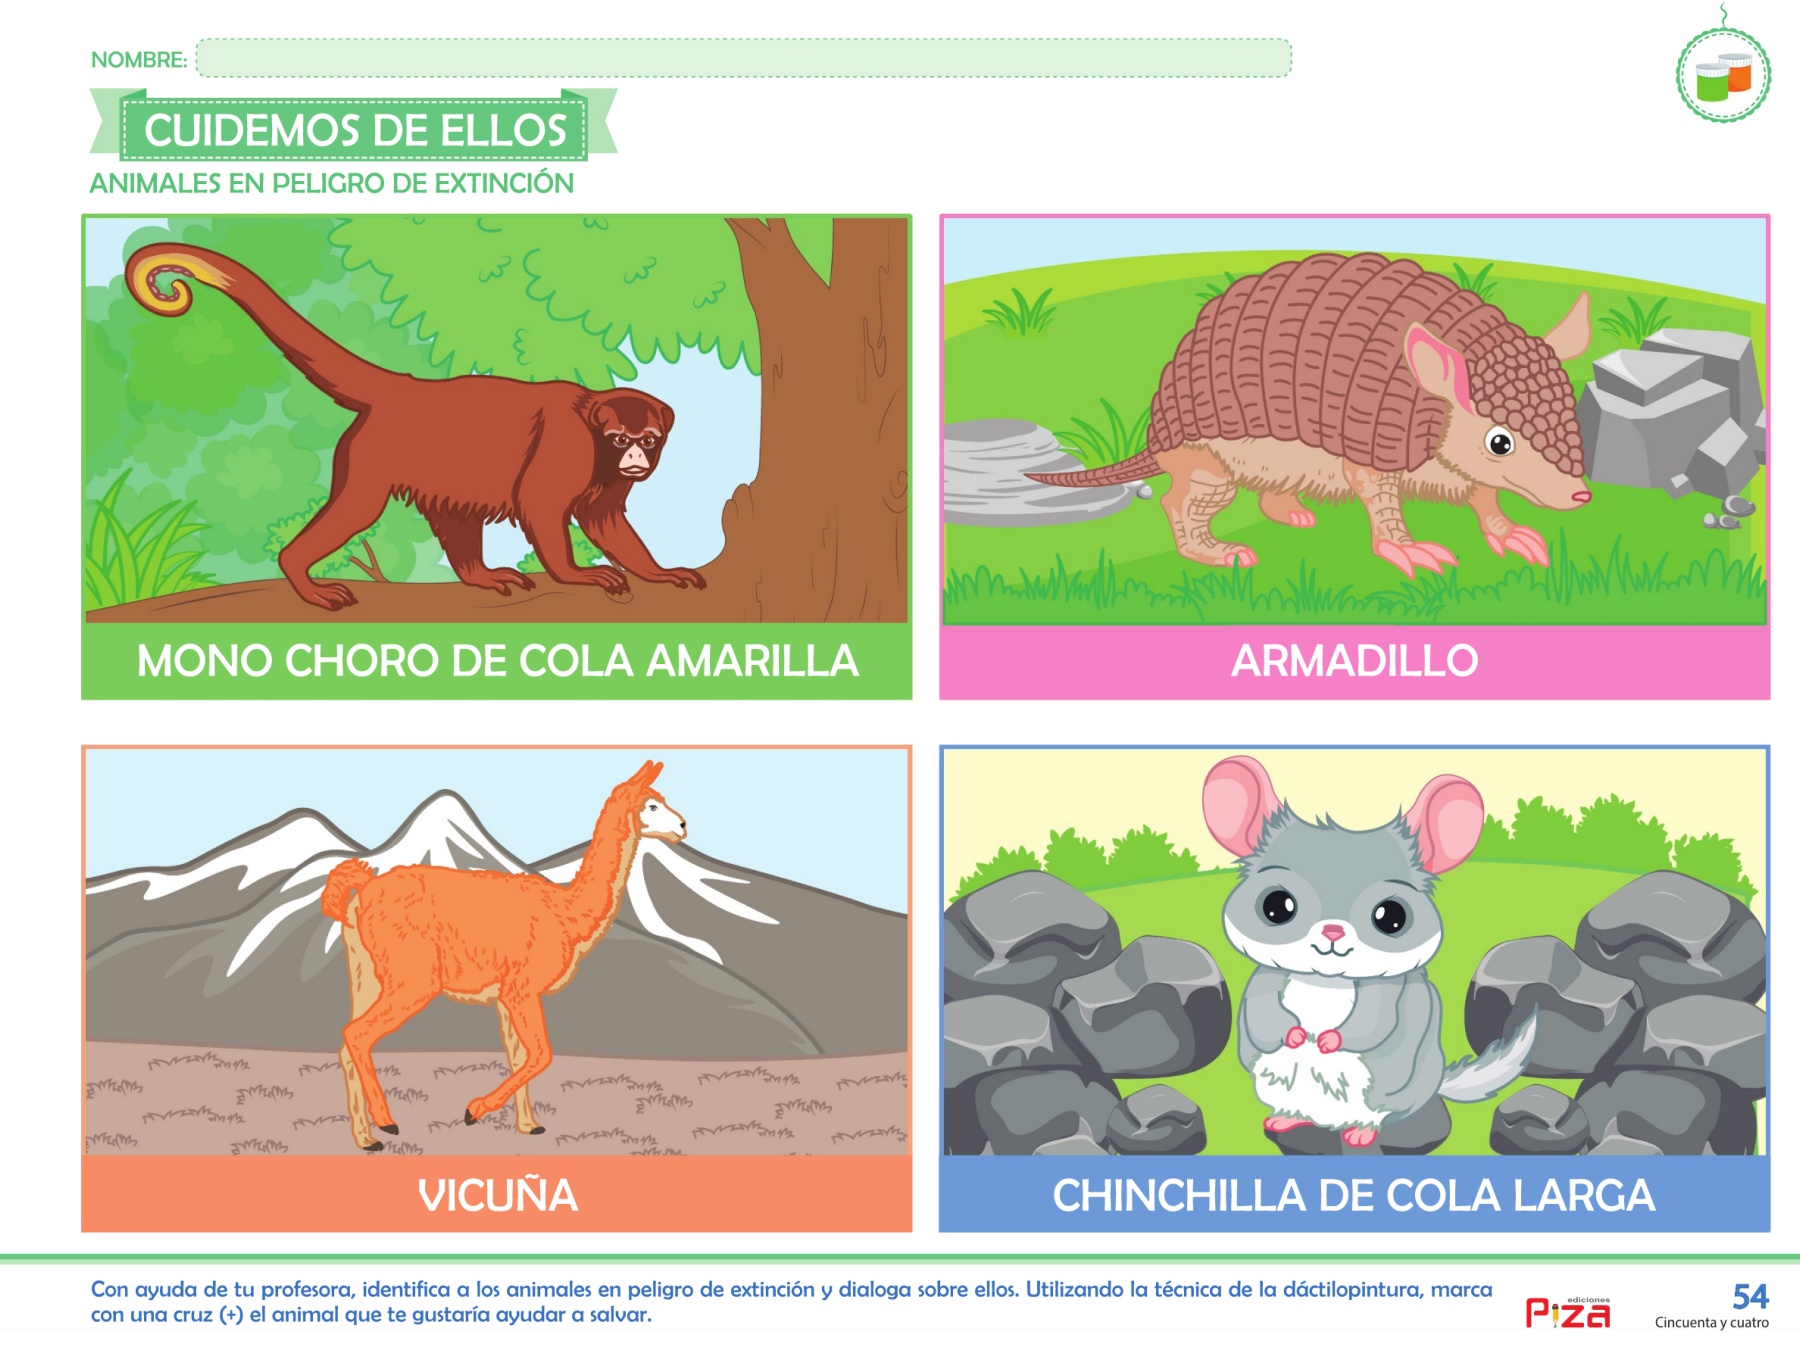 NOMBRE:
CUIDEMOS DE ELLOS
ANIMALES EN PELIGRO DE EXTINCIÓN
MONO CHORO DE COLA AMARILLA
ARMADILLO
VICUÑA
CHINCHILLA DE COLA LARGA
Con ayuda de tu profesora, identifica a los animales en peligro de extinción y dialoga sobre ellos. Utilizando la técnica de la dáctilopintura, marca
con una cruz (+) el animal que te gustaría ayudar a salvar.
ediciones
Piza
54
Cincuenta y cuatro